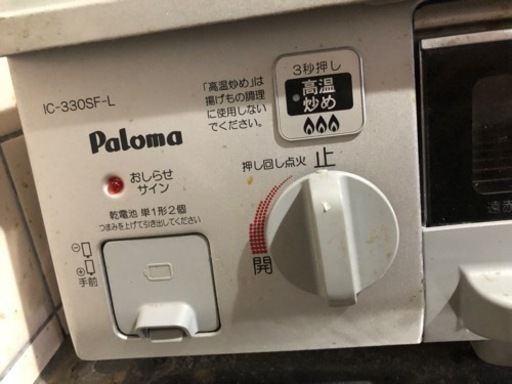 IC-330SF-L
Paloma
おしらせ
サイン
乾電池 単1形2個
つまみを上げて引き出してください
⊖
⊕
手前
「高温炒め」は
揚げもの調理
に使用しない
でください。
3秒押し
高温
炒め
押し回し点火
止
開
遠赤